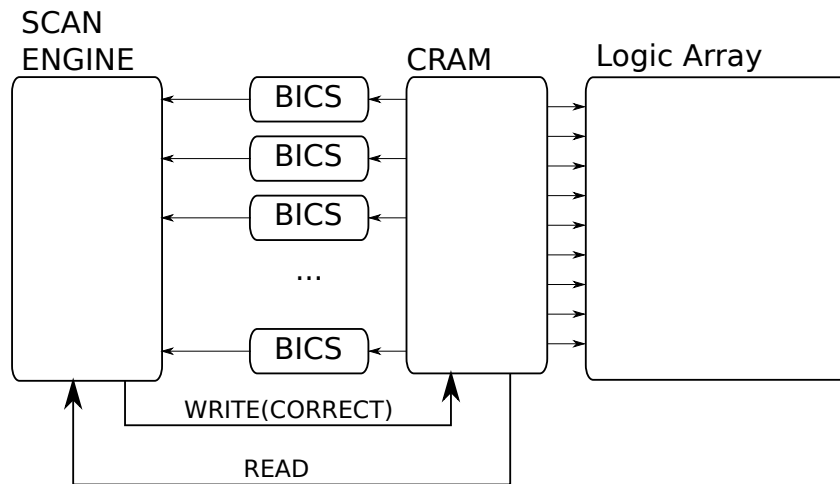 SCAN
ENGINE
CRAM
Logic Array
BICS
BICS
BICS
...
BICS
WRITE(CORRECT)
READ